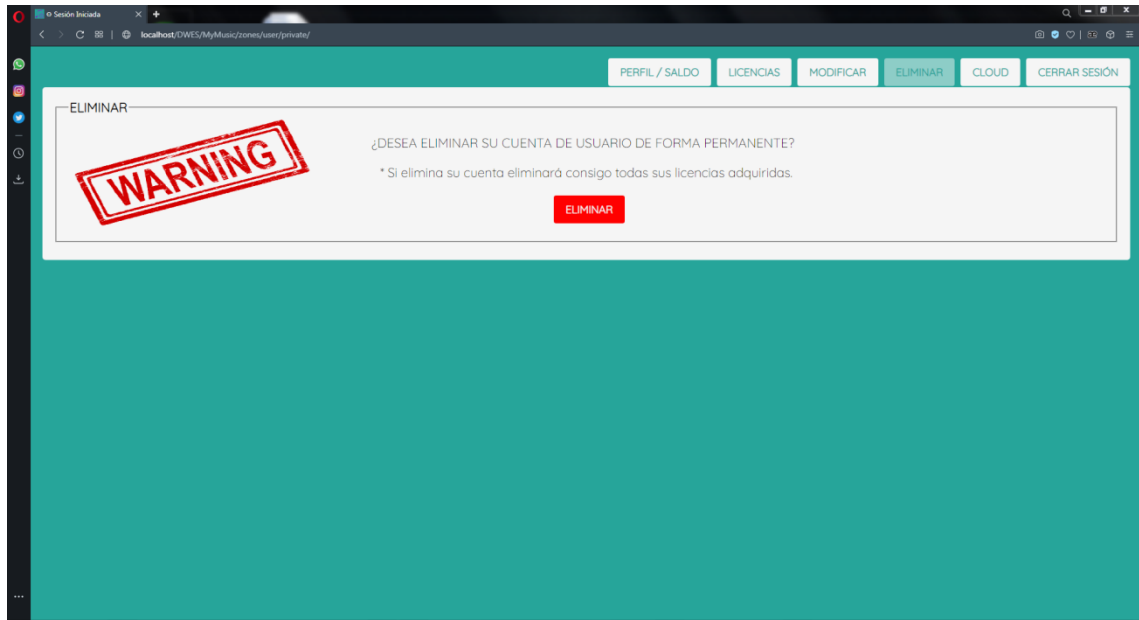 Sesión Iniciada
localhost/DWES/MyMusic/zones/user/private/
PERFIL / SALDO
LICENCIAS
MODIFICAR
ELIMINAR
CLOUD
CERRAR SESIÓN
ELIMINAR
WARNING
¿DESEA ELIMINAR SU CUENTA DE USUARIO DE FORMA PERMANENTE?
* Si elimina su cuenta eliminará consigo todas sus licencias adquiridas.
ELIMINAR